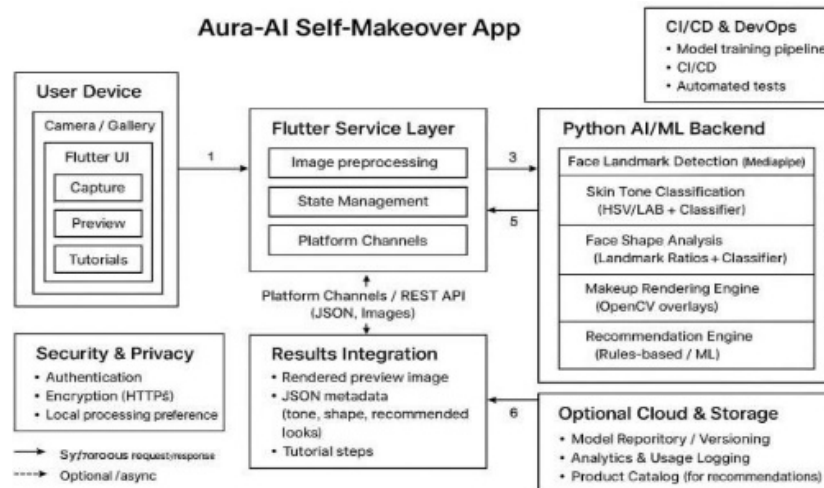 Aura-AI Self-Makeover App
CI/CD & DevOps
• Model training pipeline
• CI/CD
• Automated tests
User Device
Camera / Gallery
Flutter UI
Capture
Preview
Tutorials
1
Flutter Service Layer
Image preprocessing
State Management
Platform Channels
3
5
Python AI/ML Backend
Face Landmark Detection (Mediapipe)
Skin Tone Classification
(HSV/LAB + Classifier)
Face Shape Analysis
(Landmark Ratios + Classifier)
Makeup Rendering Engine
(OpenCV overlays)
Recommendation Engine
(Rules-based / ML)
Platform Channels / REST API
(JSON, Images)
Security & Privacy
• Authentication
• Encryption (HTTPś)
• Local processing preference
Results Integration
• Rendered preview image
• JSON metadata
(tone, shape, recommended
looks)
• Tutorial steps
6
Optional Cloud & Storage
• Model Reporitory / Versioning
• Analytics & Usage Logging
• Product Catalog (for recommendations)
request/response
Optional /async